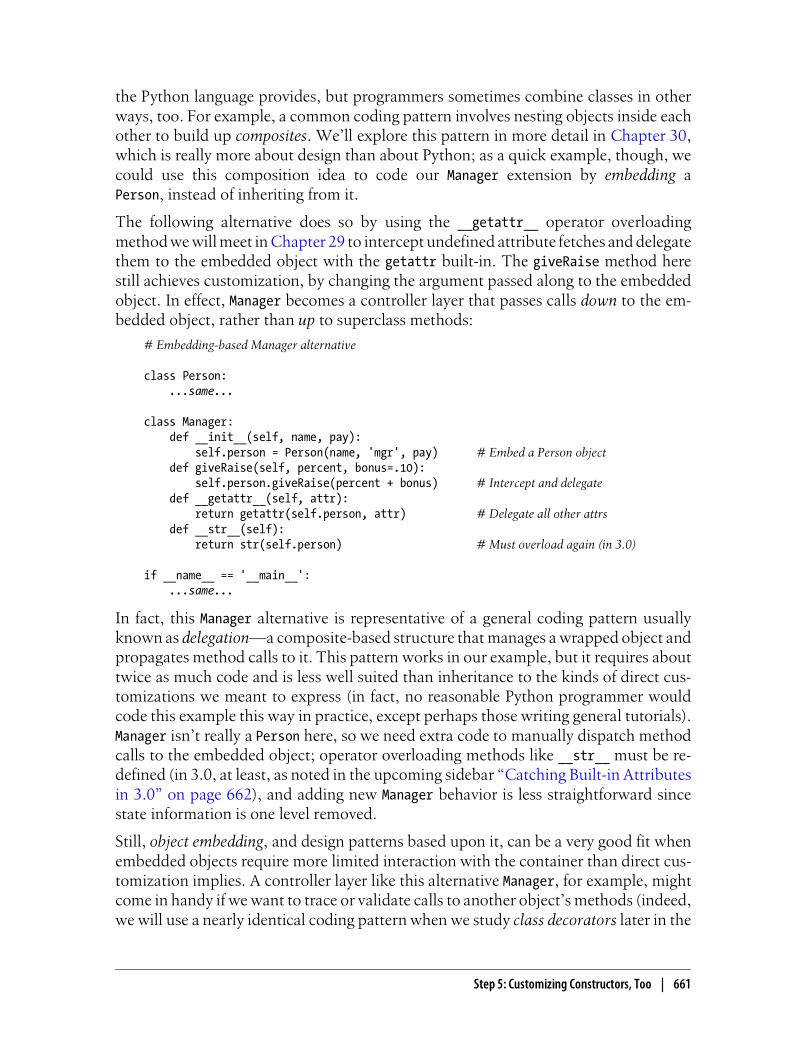 the Python language provides, but programmers sometimes combine classes in other
ways, too. For example, a common coding pattern involves nesting objects inside each
other to build up composites. We'll explore this pattern in more detail in Chapter 30,
which is really more about design than about Python; as a quick example, though, we
could use this composition idea to code our Manager extension by embedding a
Person, instead of inheriting from it.
The following alternative does so by using the __getattr__ operator overloading
method we will meet in Chapter 29 to intercept undefined attribute fetches and delegate
them to the embedded object with the getattr built-in. The giveRaise method here
still achieves customization, by changing the argument passed along to the embedded
object. In effect, Manager becomes a controller layer that passes calls down to the em-
bedded object, rather than up to superclass methods:
# Embedding-based Manager alternative
class Person:
    ...same...
class Manager:
    def __init__(self, name, pay):
        self.person = Person(name, 'mgr', pay)      # Embed a Person object
    def giveRaise(self, percent, bonus=.10):
        self.person.giveRaise(percent + bonus)      # Intercept and delegate
    def __getattr__(self, attr):
        return getattr(self.person, attr)           # Delegate all other attrs
    def __str__(self):
        return str(self.person)                     # Must overload again (in 3.0)
if __name__ == '__main__':
    ...same...
In fact, this Manager alternative is representative of a general coding pattern usually
known as delegation—a composite-based structure that manages a wrapped object and
propagates method calls to it. This pattern works in our example, but it requires about
twice as much code and is less well suited than inheritance to the kinds of direct cus-
tomizations we meant to express (in fact, no reasonable Python programmer would
code this example this way in practice, except perhaps those writing general tutorials).
Manager isn't really a Person here, so we need extra code to manually dispatch method
calls to the embedded object; operator overloading methods like __str__ must be re-
defined (in 3.0, at least, as noted in the upcoming sidebar “Catching Built-in Attributes
in 3.0” on page 662), and adding new Manager behavior is less straightforward since
state information is one level removed.
Still, object embedding, and design patterns based upon it, can be a very good fit when
embedded objects require more limited interaction with the container than direct cus-
tomization implies. A controller layer like this alternative Manager, for example, might
come in handy if we want to trace or validate calls to another object's methods (indeed,
we will use a nearly identical coding pattern when we study class decorators later in the
Step 5: Customizing Constructors, Too | 661